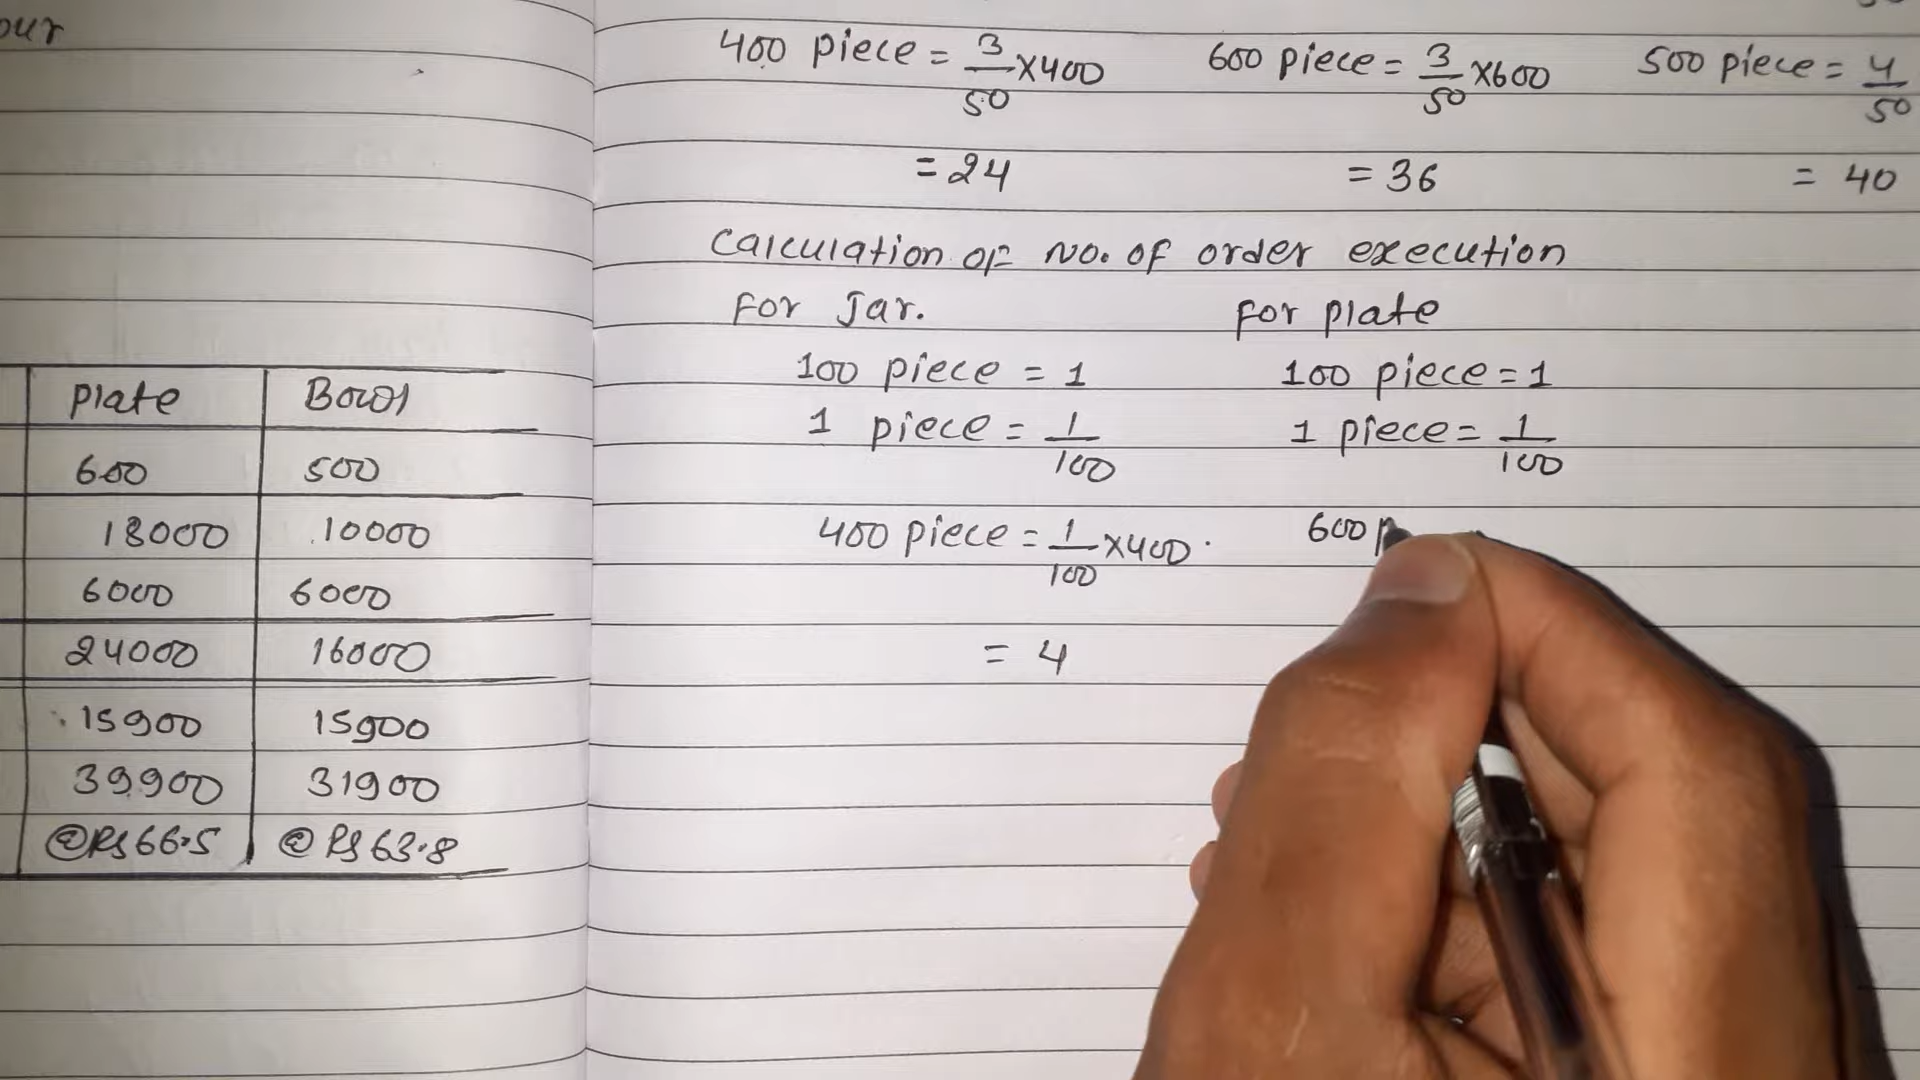 our
Plate Bowl
600 500
18000 10000
6000 6000
24000 16000
15900 15900
39900 31900
@Rs 66.5 @ Rs 63.8
400 piece = 3/50 x400 600 piece = 3/50 x600 500 piece = 4/50
= 24 = 36 = 40
Calculation of No. of order execution
For Jar. For plate
100 piece = 1 100 piece = 1
1 piece = 1/100 1 piece = 1/100
400 piece = 1/100 x400 600 p
= 4